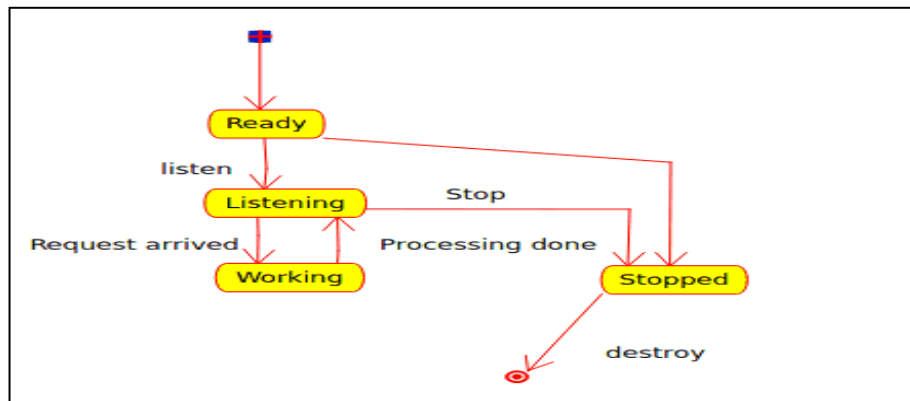 Ready
listen
Stop
Listening
Request arrived
Processing done
Working
Stopped
destroy